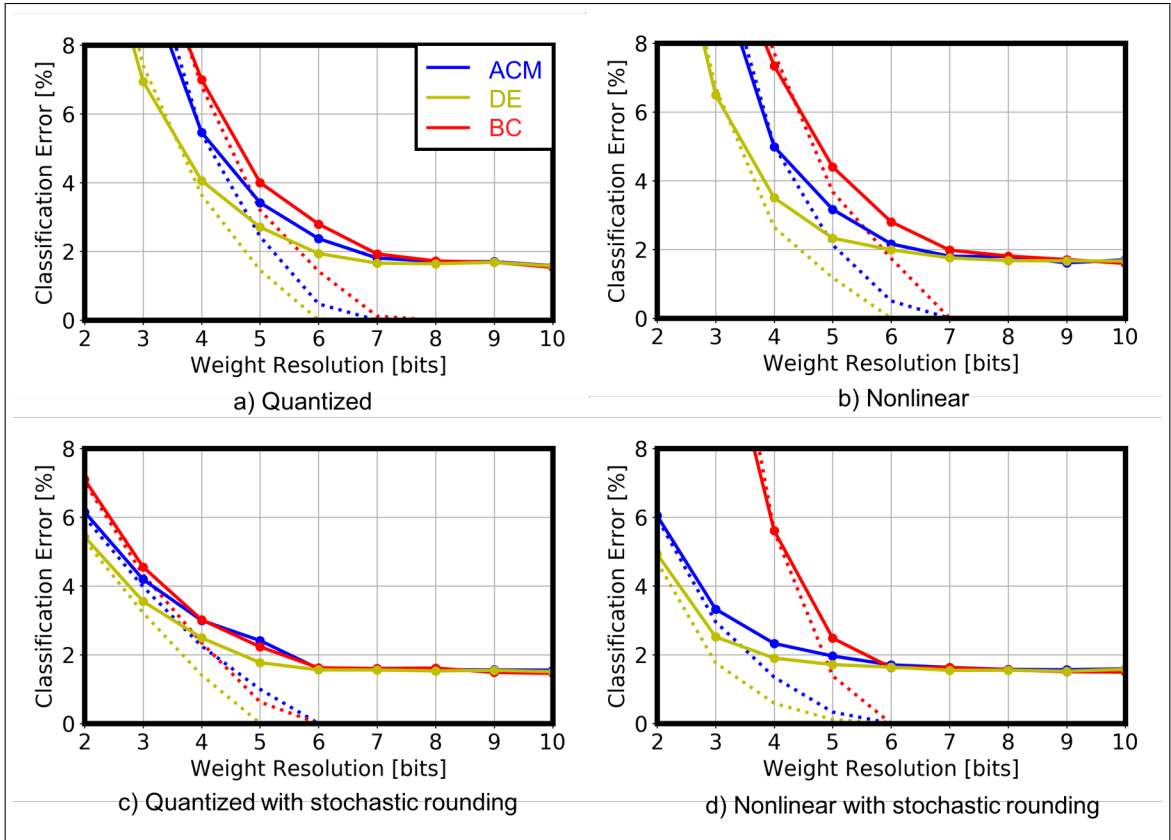 8
6
4
2
0
Classification Error [%]
ACM
DE
BC
2 3 4 5 6 7 8 9 10
Weight Resolution [bits]
a) Quantized
8
6
4
2
0
Classification Error [%]
2 3 4 5 6 7 8 9 10
Weight Resolution [bits]
b) Nonlinear
8
6
4
2
0
Classification Error [%]
2 3 4 5 6 7 8 9 10
Weight Resolution [bits]
c) Quantized with stochastic rounding
8
6
4
2
0
Classification Error [%]
2 3 4 5 6 7 8 9 10
Weight Resolution [bits]
d) Nonlinear with stochastic rounding